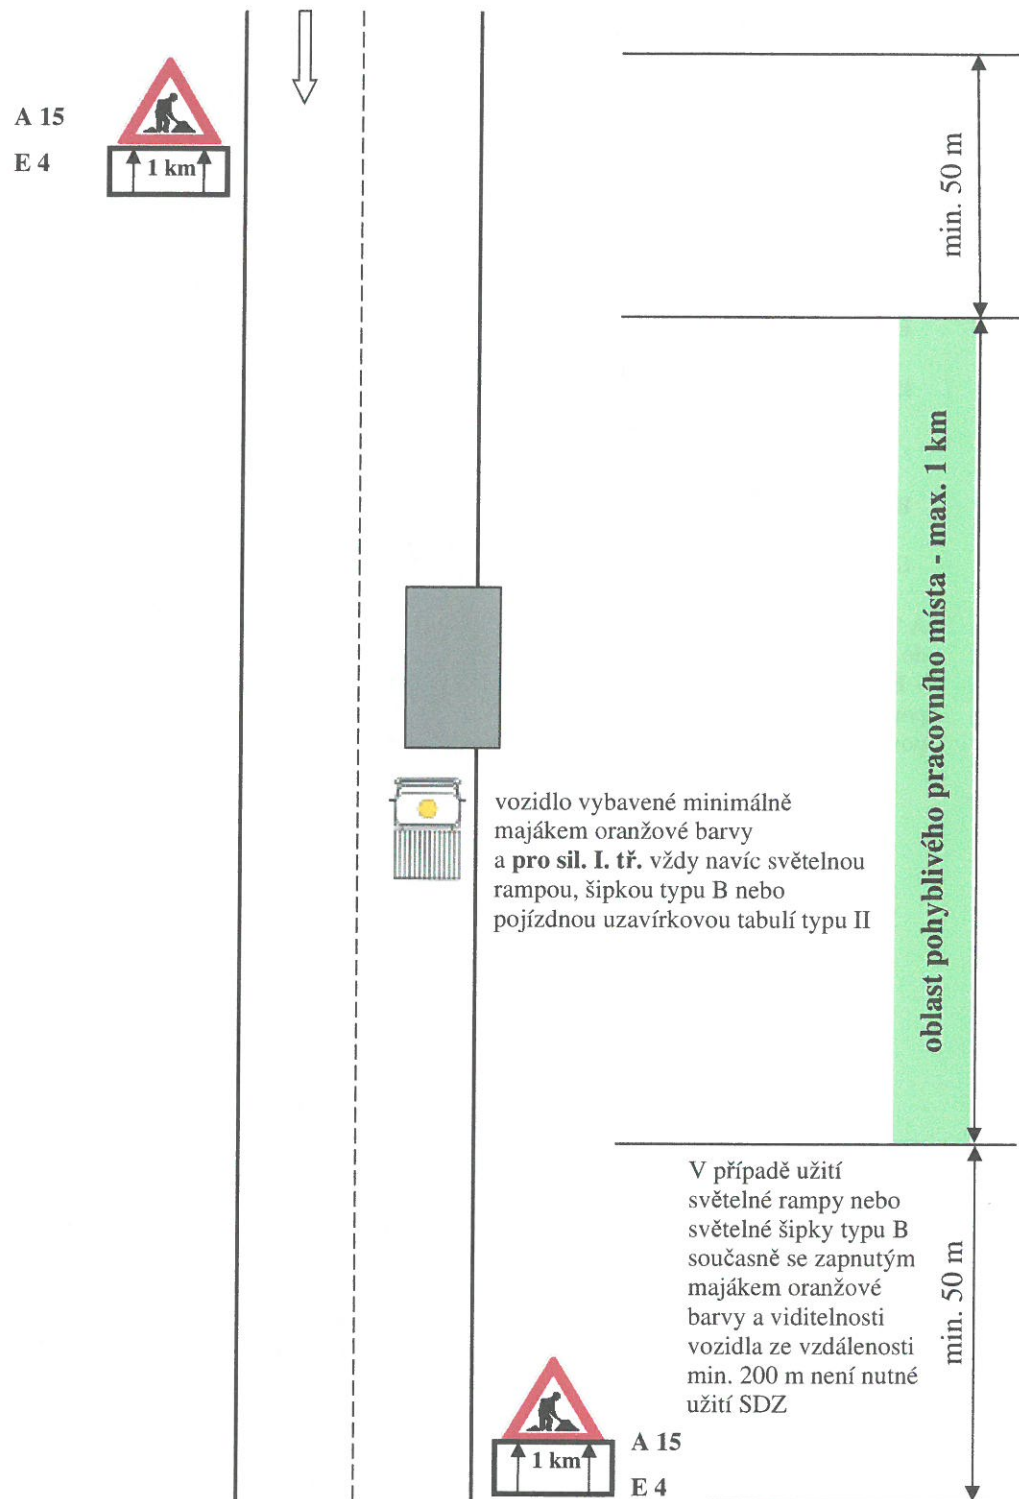 A 15
E 4
1 km
min. 50 m
oblast pohyblivého pracovního místa - max. 1 km
vozidlo vybavené minimálně
majákem oranžové barvy
a pro sil. I. tř. vždy navíc světelnou
rampou, šipkou typu B nebo
pojízdnou uzavírkovou tabulí typu II
V případě užití
světelné rampy nebo
světelné šipky typu B
současně se zapnutým
majákem oranžové
barvy a viditelnosti
vozidla ze vzdálenosti
min. 200 m není nutné
užití SDZ
min. 50 m
1 km
A 15
E 4